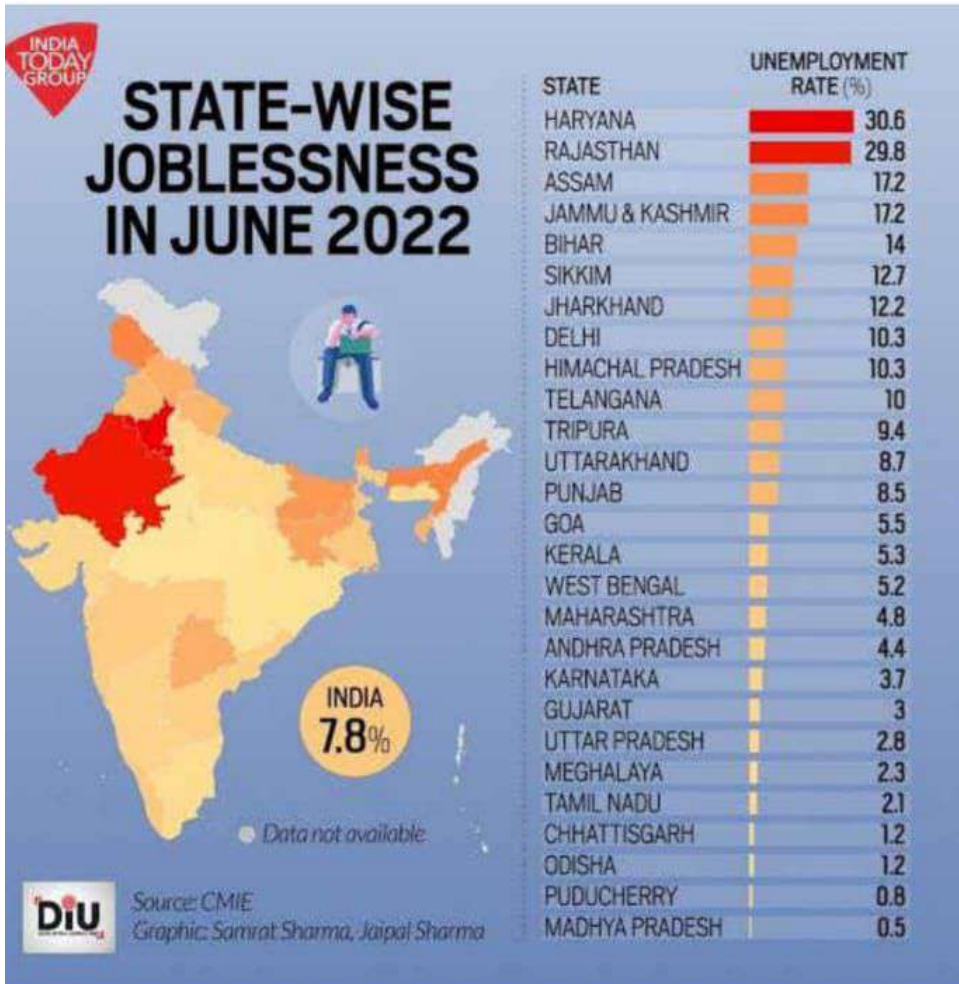 INDIA
TODAY
GROUP
STATE-WISE
JOBLESSNESS
IN JUNE 2022
STATE UNEMPLOYMENT RATE (%)
HARYANA 30.6
RAJASTHAN 29.8
ASSAM 17.2
JAMMU & KASHMIR 17.2
BIHAR 14
SIKKIM 12.7
JHARKHAND 12.2
DELHI 10.3
HIMACHAL PRADESH 10.3
TELANGANA 10
TRIPURA 9.4
UTTARAKHAND 8.7
PUNJAB 8.5
GOA 5.5
KERALA 5.3
WEST BENGAL 5.2
MAHARASHTRA 4.8
ANDHRA PRADESH 4.4
KARNATAKA 3.7
GUJARAT 3
UTTAR PRADESH 2.8
MEGHALAYA 2.3
TAMIL NADU 2.1
CHHATTISGARH 1.2
ODISHA 1.2
PUDUCHERRY 0.8
MADHYA PRADESH 0.5
INDIA
7.8%
Data not available
DiU
Source: CMIE
Graphic: Samrat Sharma, Jaipal Sharma